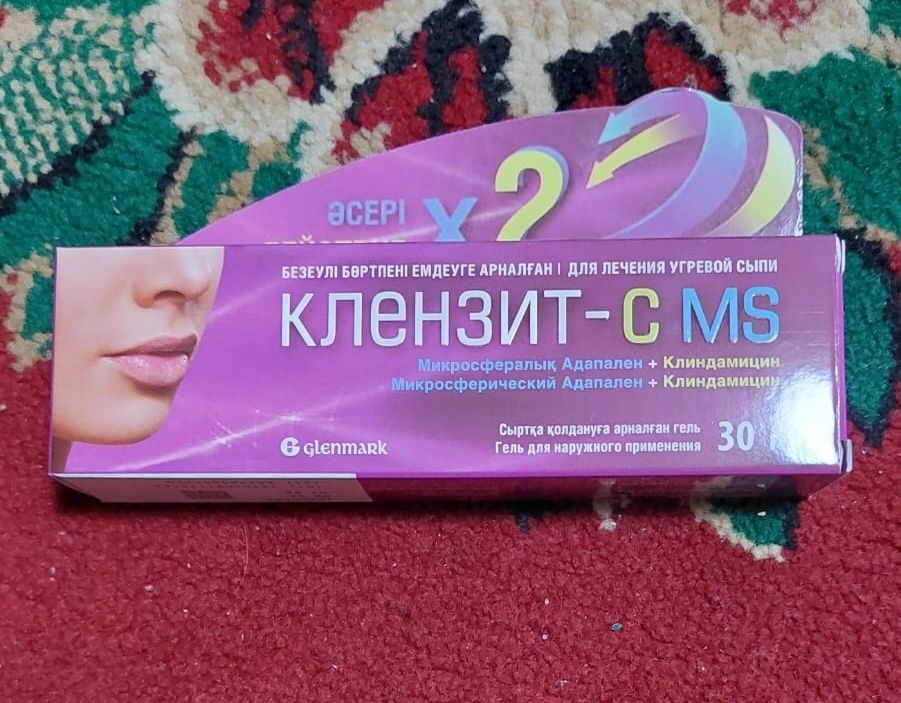 ӘСЕРІ
х2
БЕЗЕУЛІ БӨРТПЕНІ ЕМДЕУГЕ АРНАЛҒАН | ДЛЯ ЛЕЧЕНИЯ УГРЕВОЙ СЫПИ
КЛЕНЗИТ-С MS
Микросфералық Адапален + Клиндамицин
Микросферический Адапален + Клиндамицин
Сыртқа қолдануға арналған гель
Гель для наружного применения
30 г
Glenmark